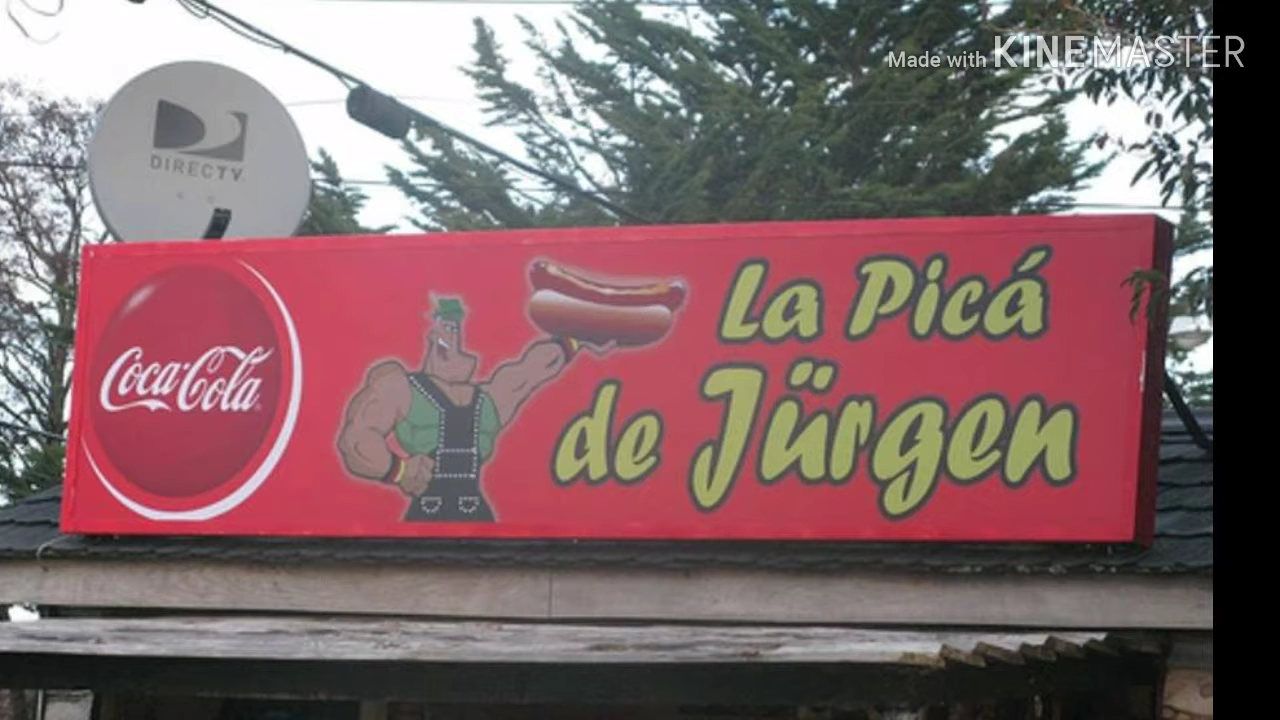 Made with KINEMASTER
DIRECTV
Coca-Cola
La Picá
de Jürgen